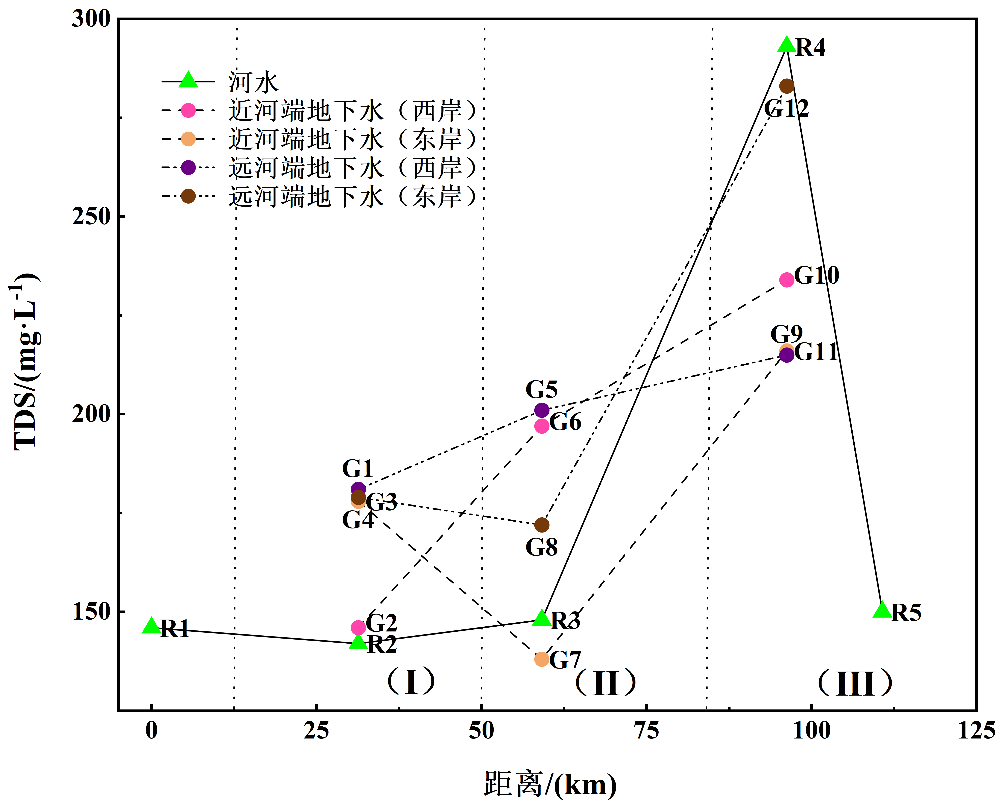 300
250
200
150
TDS/(mg·L⁻¹)
河水
近河端地下水（西岸）
近河端地下水（东岸）
远河端地下水（西岸）
远河端地下水（东岸）
R4
G12
G10
G9
G11
G5
G6
G1
G3
G4
G8
R1
G2
R2
R3
R5
G7
（I）
（II）
（III）
0
25
50
75
100
125
距离/(km)